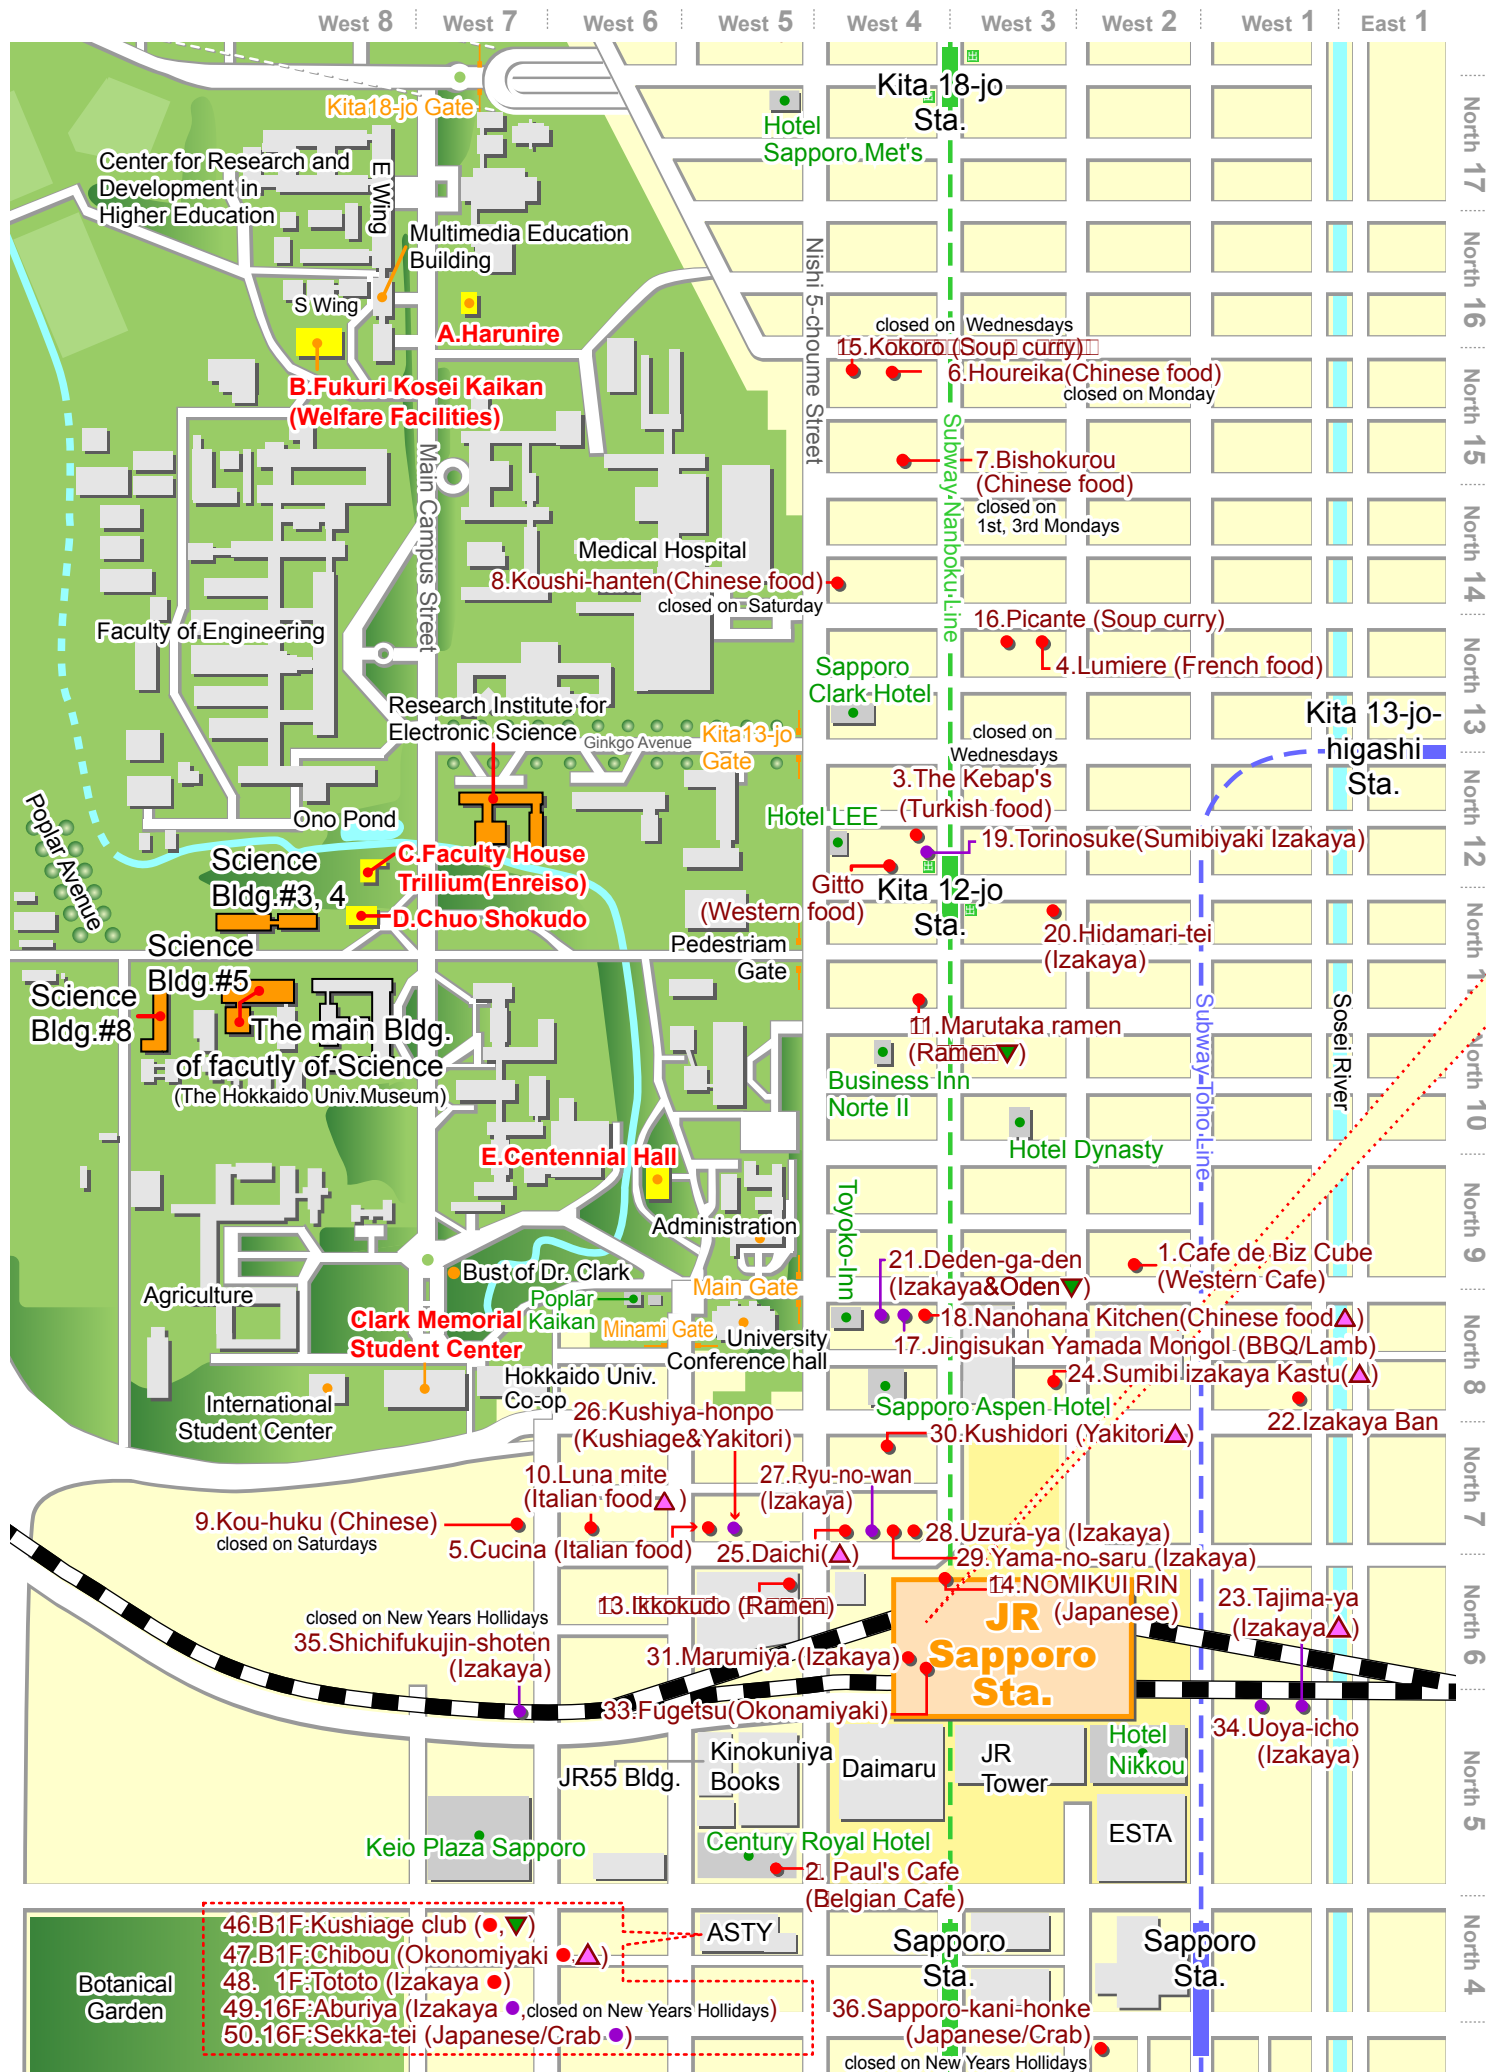 West 8
West 7
West 6
West 5
West 4
West 3
West 2
West 1
East 1
North 17
North 16
North 15
North 14
North 13
North 12
North 11
North 10
North 9
North 8
North 7
North 6
North 5
North 4
Kita18-jo Gate
Kita 18-jo
Sta.
Hotel
Sapporo Met's
Center for Research and
Development in
Higher Education
E Wing
Multimedia Education
Building
S Wing
A.Harunire
B.Fukuri Kosei Kaikan
(Welfare Facilities)
Nishi 5-choume Street
closed on Wednesdays
15.Kokoro (Soup curry)
6.Houreika(Chinese food)
closed on Monday
Main Campus Street
Subway Nanboku Line
7.Bishokurou
(Chinese food)
closed on
1st, 3rd Mondays
Medical Hospital
8.Koushi-hanten(Chinese food)
closed on Saturday
Faculty of Engineering
16.Picante (Soup curry)
4.Lumiere (French food)
Sapporo
Clark Hotel
Research Institute for
Electronic Science
Ginkgo Avenue
Kita13-jo
Gate
closed on
Wednesdays
3.The Kebap's
(Turkish food)
Kita 13-jo-
higashi
Sta.
Poplar Avenue
Ono Pond
Hotel LEE
19.Torinosuke(Sumibiyaki Izakaya)
Science
Bldg.#3, 4
C.Faculty House
Trillium(Enreiso)
D.Chuo Shokudo
Gitto
(Western food)
Kita 12-jo
Sta.
20.Hidamari-tei
(Izakaya)
Science
Bldg.#5
Pedestriam
Gate
Science
Bldg.#8
The main Bldg.
of facutly of Science
(The Hokkaido Univ.Museum)
11.Marutaka ramen
(Ramen▼)
Subway Toho Line
Sosei River
Business Inn
Norte II
Hotel Dynasty
E.Centennial Hall
Administration
Toyoko-Inn
21.Deden-ga-den
(Izakaya&Oden▼)
1.Cafe de Biz Cube
(Western Cafe)
Bust of Dr. Clark
Main Gate
Agriculture
Poplar
Kaikan
Clark Memorial
Student Center
Minami Gate
University
Conference hall
18.Nanohana Kitchen(Chinese food▲)
17.Jingisukan Yamada Mongol (BBQ/Lamb)
24.Sumibi izakaya Kastu(▲)
Hokkaido Univ.
Co-op
International
Student Center
Sapporo Aspen Hotel
22.Izakaya Ban
26.Kushiya-honpo
(Kushiage&Yakitori)
30.Kushidori (Yakitori▲)
10.Luna mite
(Italian food▲)
27.Ryu-no-wan
(Izakaya)
9.Kou-huku (Chinese)
closed on Saturdays
5.Cucina (Italian food)
25.Daichi(▲)
28.Uzura-ya (Izakaya)
29.Yama-no-saru (Izakaya)
13.Ikkokudo (Ramen)
14.NOMIKUI RIN
(Japanese)
JR
Sapporo
Sta.
23.Tajima-ya
(Izakaya▲)
closed on New Years Hollidays
35.Shichifukujin-shoten
(Izakaya)
31.Marumiya (Izakaya)
33.Fugetsu(Okonamiyaki)
34.Uoya-icho
(Izakaya)
Kinokuniya
Books
JR55 Bldg.
Daimaru
JR
Tower
Hotel
Nikkou
ESTA
Keio Plaza Sapporo
Century Royal Hotel
2. Paul's Cafe
(Belgian Cafe)
46.B1F:Kushiage club (●,▼)
47.B1F:Chibou (Okonomiyaki ●,▲)
48. 1F:Tototo (Izakaya ●)
49.16F:Aburiya (Izakaya ●,closed on New Years Hollidays)
50.16F:Sekka-tei (Japanese/Crab ●)
ASTY
Botanical
Garden
Sapporo
Sta.
Sapporo
Sta.
36.Sapporo-kani-honke
(Japanese/Crab)
closed on New Years Hollidays